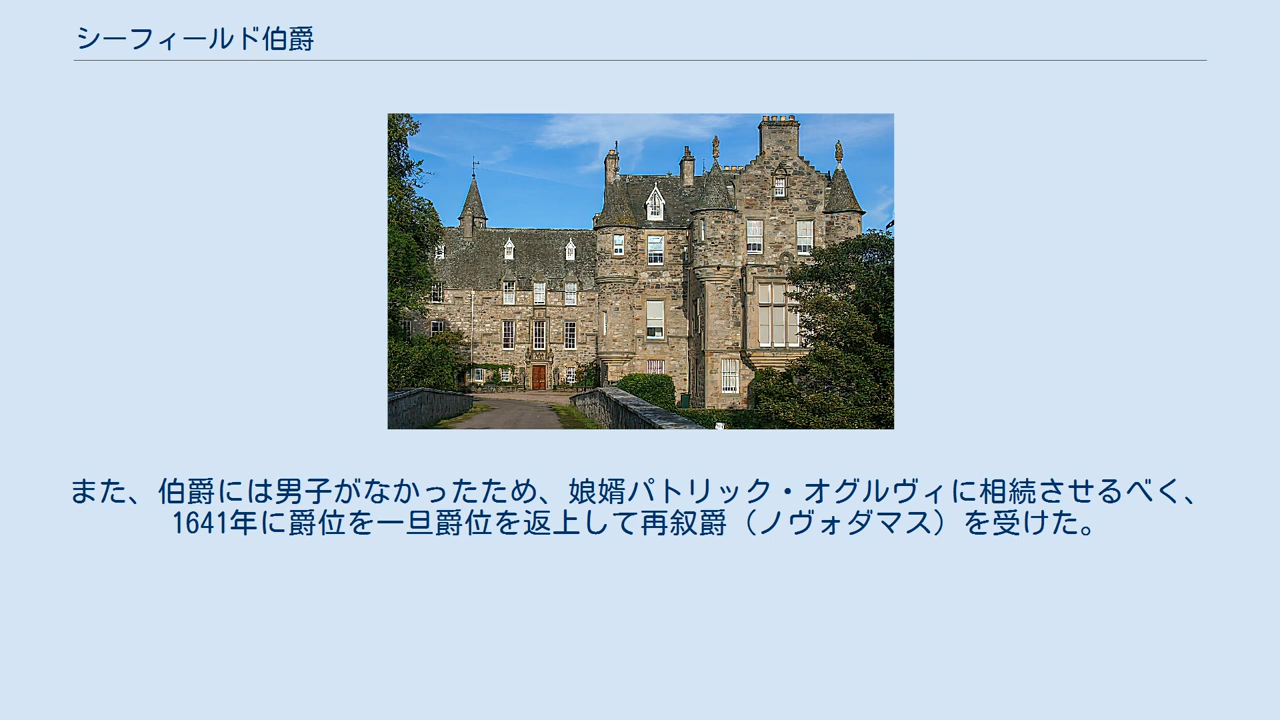 シーフィールド伯爵
また、伯爵には男子がなかったため、娘婿パトリック・オグルヴィに相続させるべく、
1641年に爵位を一旦爵位を返上して再叙爵（ノヴォダマス）を受けた。